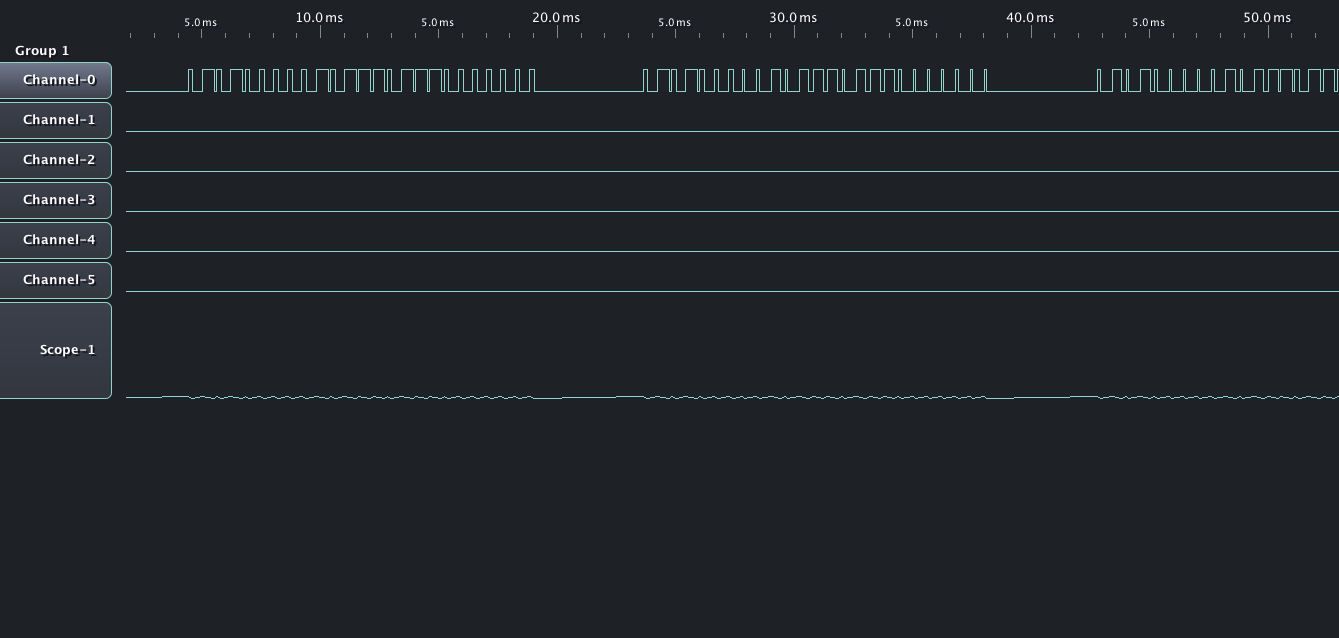 5.0 ms 10.0 ms 5.0 ms 20.0 ms 5.0 ms 30.0 ms 5.0 ms 40.0 ms 5.0 ms 50.0 ms
Group 1
Channel-0
Channel-1
Channel-2
Channel-3
Channel-4
Channel-5
Scope-1